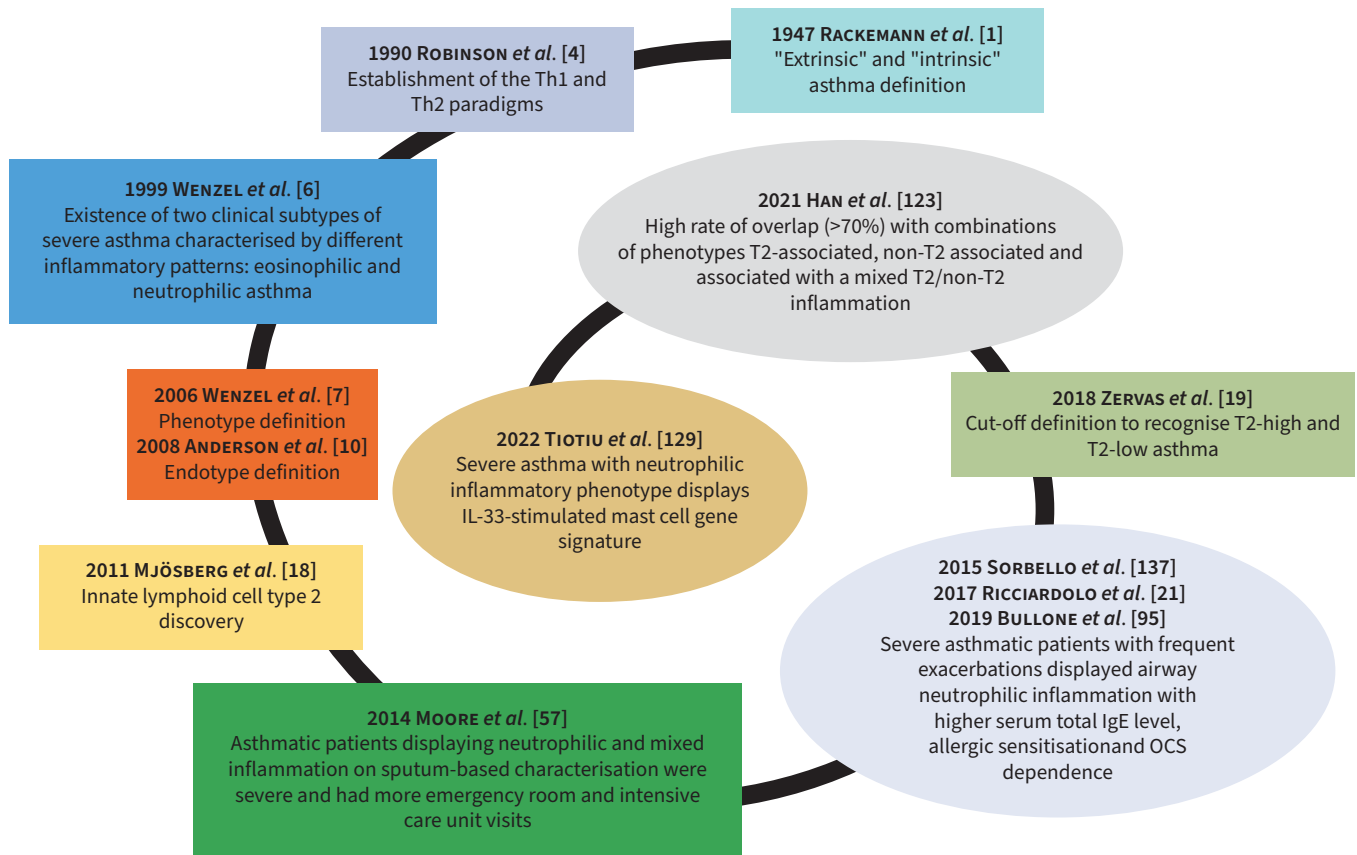 1947 RACKEMANN et al. [1]
"Extrinsic" and "intrinsic"
asthma definition
1990 ROBINSON et al. [4]
Establishment of the Th1 and
Th2 paradigms
1999 WENZEL et al. [6]
Existence of two clinical subtypes of
severe asthma characterised by different
inflammatory patterns: eosinophilic and
neutrophilic asthma
2006 WENZEL et al. [7]
Phenotype definition
2008 ANDERSON et al. [10]
Endotype definition
2011 MJÖSBERG et al. [18]
Innate lymphoid cell type 2
discovery
2014 MOORE et al. [57]
Asthmatic patients displaying neutrophilic and mixed
inflammation on sputum-based characterisation were
severe and had more emergency room and intensive
care unit visits
2015 SORBELLO et al. [137]
2017 RICCIARDOLO et al. [21]
2019 BULLONE et al. [95]
Severe asthmatic patients with frequent
exacerbations displayed airway
neutrophilic inflammation with
higher serum total IgE level,
allergic sensitisationand OCS
dependence
2018 ZERVAS et al. [19]
Cut-off definition to recognise T2-high and
T2-low asthma
2021 HAN et al. [123]
High rate of overlap (>70%) with combinations
of phenotypes T2-associated, non-T2 associated and
associated with a mixed T2/non-T2
inflammation
2022 TIOTIU et al. [129]
Severe asthma with neutrophilic
inflammatory phenotype displays
IL-33-stimulated mast cell gene
signature